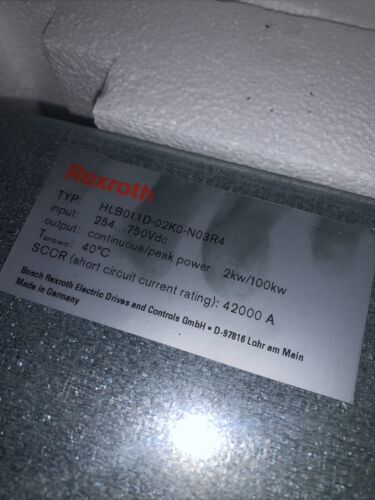 Rexroth
TYP: HLB01.1D-02K0-N03R4
input: 254...750Vdc
output: continuous/peak power 2kw/100kw
Tambient: 40°C
SCCR (short circuit current rating): 42000 A
Bosch Rexroth Electric Drives and Controls GmbH • D-97816 Lohr am Main
Made in Germany